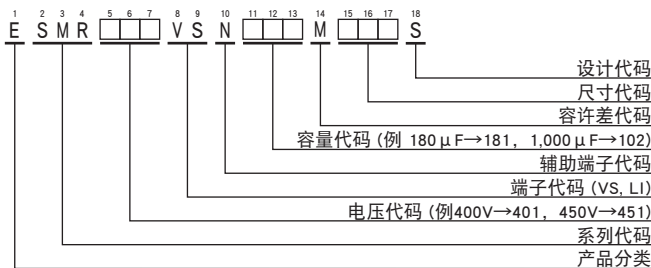 1 2 3 4 5 6 7 8 9 10 11 12 13 14 15 16 17 18
E SMR □□□ VS N □□□ M □□□ S
设计代码
尺寸代码
容许差代码
容量代码 (例 180μF→181, 1,000μF→102)
辅助端子代码
端子代码 (VS, LI)
电压代码 (例400V→401, 450V→451)
系列代码
产品分类